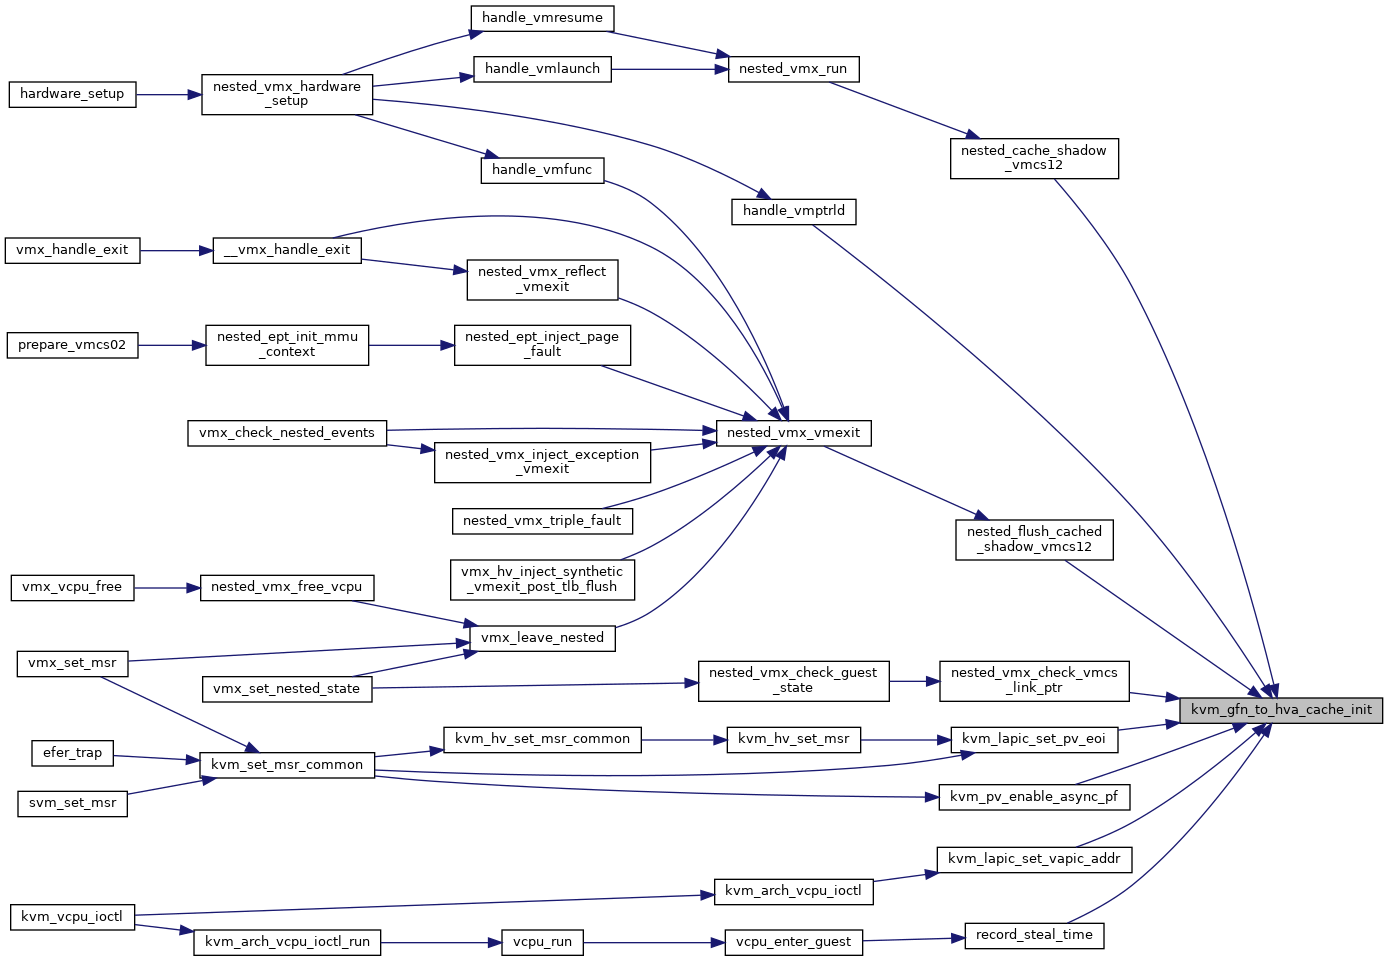 handle_vmresume
handle_vmlaunch
nested_vmx_run
hardware_setup
nested_vmx_hardware
_setup
nested_cache_shadow
_vmcs12
handle_vmfunc
handle_vmptrld
vmx_handle_exit
__vmx_handle_exit
nested_vmx_reflect
_vmexit
prepare_vmcs02
nested_ept_init_mmu
_context
nested_ept_inject_page
_fault
vmx_check_nested_events
nested_vmx_vmexit
nested_vmx_inject_exception
_vmexit
nested_vmx_triple_fault
nested_flush_cached
_shadow_vmcs12
vmx_hv_inject_synthetic
_vmexit_post_tlb_flush
vmx_vcpu_free
nested_vmx_free_vcpu
vmx_leave_nested
vmx_set_msr
vmx_set_nested_state
nested_vmx_check_guest
_state
nested_vmx_check_vmcs
_link_ptr
kvm_gfn_to_hva_cache_init
efer_trap
kvm_set_msr_common
kvm_hv_set_msr_common
kvm_hv_set_msr
kvm_lapic_set_pv_eoi
svm_set_msr
kvm_pv_enable_async_pf
kvm_lapic_set_vapic_addr
kvm_arch_vcpu_ioctl
kvm_vcpu_ioctl
kvm_arch_vcpu_ioctl_run
vcpu_run
vcpu_enter_guest
record_steal_time